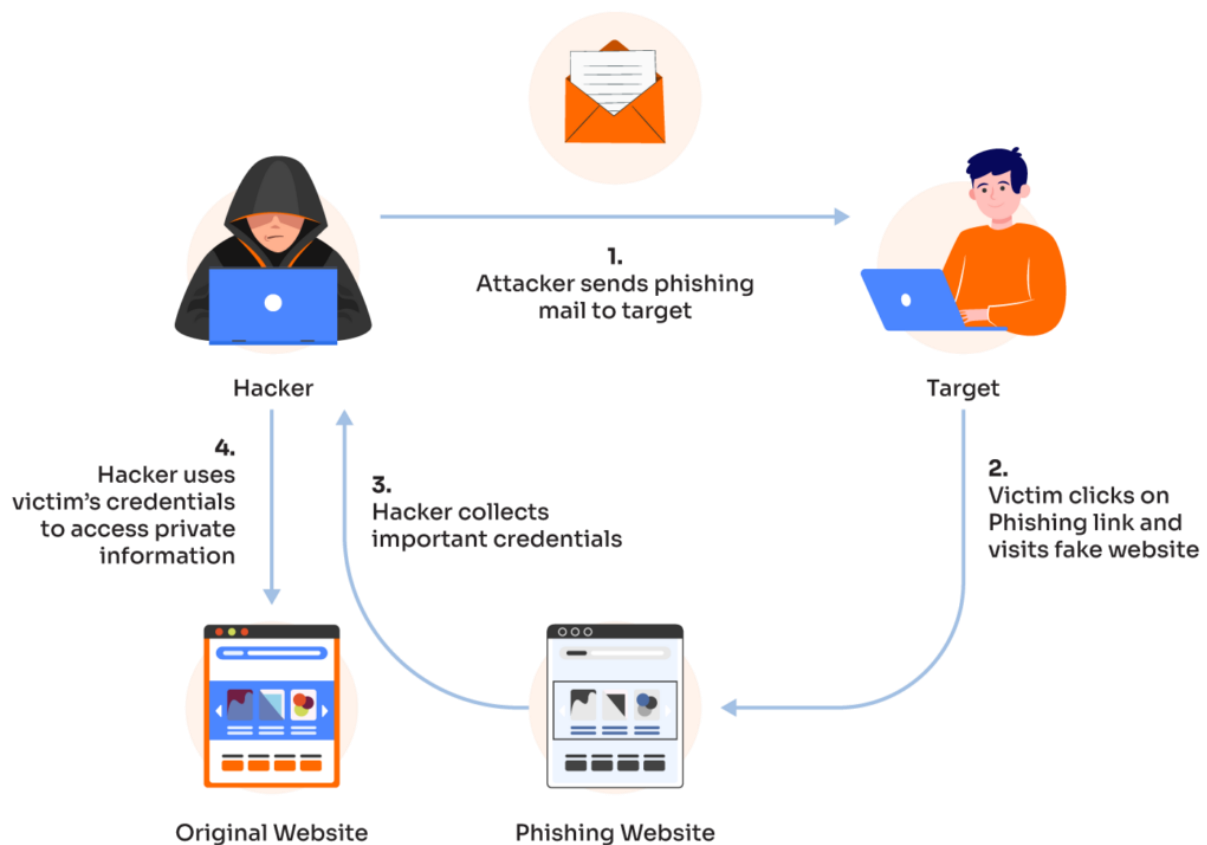 1.
Attacker sends phishing
mail to target
Hacker
Target
4.
Hacker uses
victim's credentials
to access private
information
3.
Hacker collects
important credentials
2.
Victim clicks on
Phishing link and
visits fake website
Original Website
Phishing Website